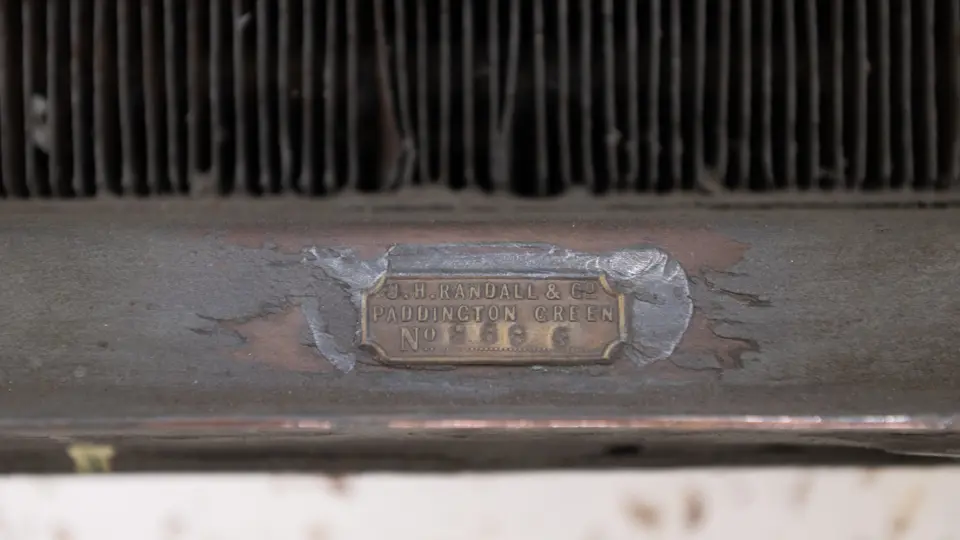 J.H.RANDALL & Co
PADDINGTON GREEN
No